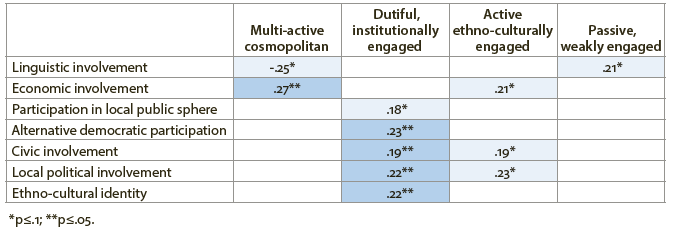 Multi-active cosmopolitan | Dutiful, institutionally engaged | Active ethno-culturally engaged | Passive, weakly engaged
Linguistic involvement -.25* .21*
Economic involvement .27** .21*
Participation in local public sphere .18*
Alternative democratic participation .23**
Civic involvement .19** .19*
Local political involvement .22** .23*
Ethno-cultural identity .22**
*p≤.1; **p≤.05.